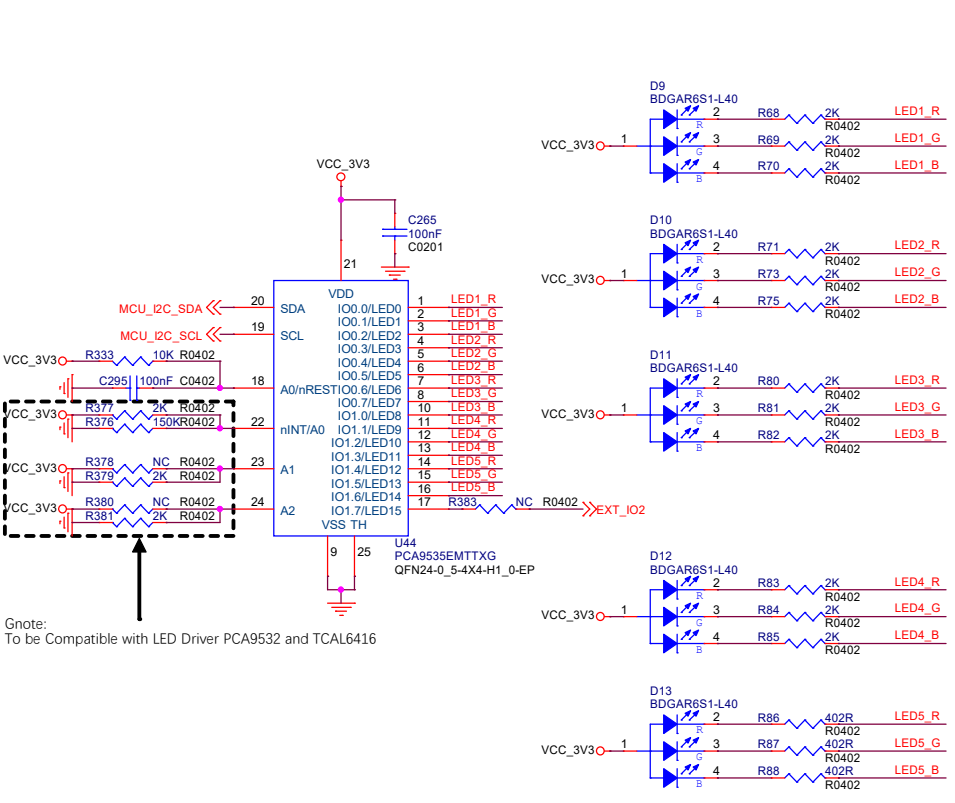 D9
BDGAR6S1-L40
VCC_3V3
1
2
R
R68
2K
R0402
LED1_R
3
G
R69
2K
R0402
LED1_G
4
B
R70
2K
R0402
LED1_B
D10
BDGAR6S1-L40
VCC_3V3
1
2
R
R71
2K
R0402
LED2_R
3
G
R73
2K
R0402
LED2_G
4
B
R75
2K
R0402
LED2_B
D11
BDGAR6S1-L40
VCC_3V3
1
2
R
R80
2K
R0402
LED3_R
3
G
R81
2K
R0402
LED3_G
4
B
R82
2K
R0402
LED3_B
D12
BDGAR6S1-L40
VCC_3V3
1
2
R
R83
2K
R0402
LED4_R
3
G
R84
2K
R0402
LED4_G
4
B
R85
2K
R0402
LED4_B
D13
BDGAR6S1-L40
VCC_3V3
1
2
R
R86
402R
R0402
LED5_R
3
G
R87
402R
R0402
LED5_G
4
B
R88
402R
R0402
LED5_B
VCC_3V3
C265
100nF
C0201
21
VDD
MCU_I2C_SDA
20
SDA
MCU_I2C_SCL
19
SCL
VCC_3V3
R333 10K R0402
C295 100nF C0402
18
A0/nREST
VCC_3V3
R377 2K R0402
R376 150K R0402
22
nINT/A0
VCC_3V3
R378 NC R0402
R379 2K R0402
23
A1
VCC_3V3
R380 NC R0402
R381 2K R0402
24
A2
IO0.0/LED0 1 LED1_R
IO0.1/LED1 2 LED1_G
IO0.2/LED2 3 LED1_B
IO0.3/LED3 4 LED2_R
IO0.4/LED4 5 LED2_G
IO0.5/LED5 6 LED2_B
IO0.6/LED6 7 LED3_R
IO0.7/LED7 8 LED3_G
IO1.0/LED8 10 LED3_B
IO1.1/LED9 11 LED4_R
IO1.2/LED10 12 LED4_G
IO1.3/LED11 13 LED4_B
IO1.4/LED12 14 LED5_R
IO1.5/LED13 15 LED5_G
IO1.6/LED14 16 LED5_B
IO1.7/LED15 17 R383 NC R0402 EXT_IO2
VSS TH
9 25
U44
PCA9535EMTTXG
QFN24-0_5-4X4-H1_0-EP
Gnote:
To be Compatible with LED Driver PCA9532 and TCAL6416